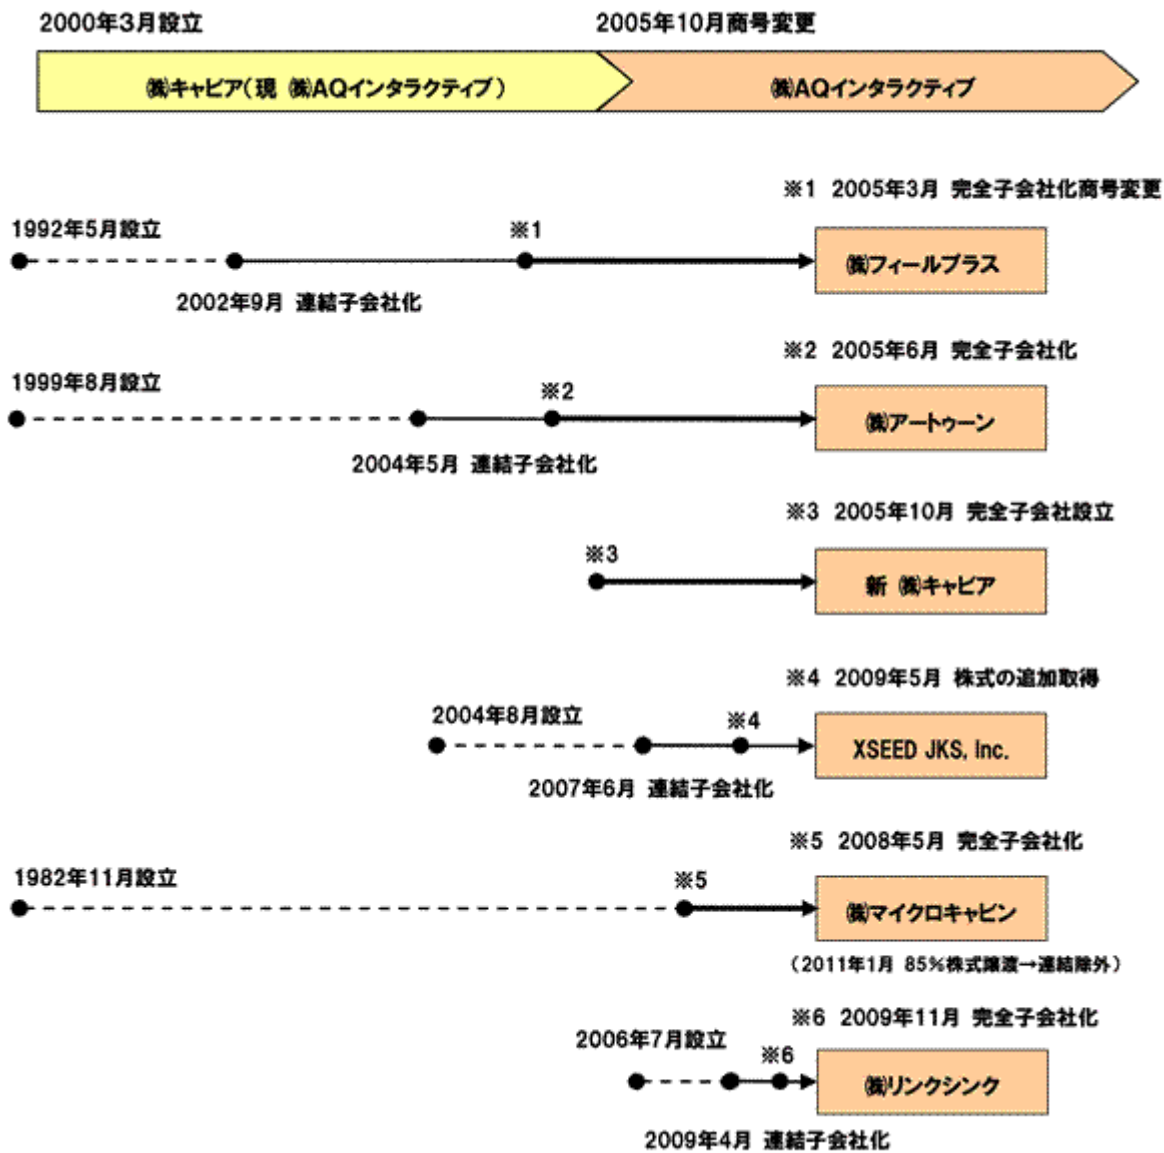 2000年3月設立
2005年10月商号変更
㈱キャビア(現 ㈱AQインタラクティブ)
㈱AQインタラクティブ
※1 2005年3月 完全子会社化商号変更
1992年5月設立
※1
㈱フィールプラス
2002年9月 連結子会社化
※2 2005年6月 完全子会社化
1999年8月設立
※2
㈱アートゥーン
2004年5月 連結子会社化
※3 2005年10月 完全子会社設立
※3
新 ㈱キャビア
※4 2009年5月 株式の追加取得
2004年8月設立
※4
XSEED JKS, Inc.
2007年6月 連結子会社化
※5 2008年5月 完全子会社化
1982年11月設立
※5
㈱マイクロキャビン
(2011年1月 85%株式譲渡→連結除外)
※6 2009年11月 完全子会社化
2006年7月設立
※6
㈱リンクシンク
2009年4月 連結子会社化